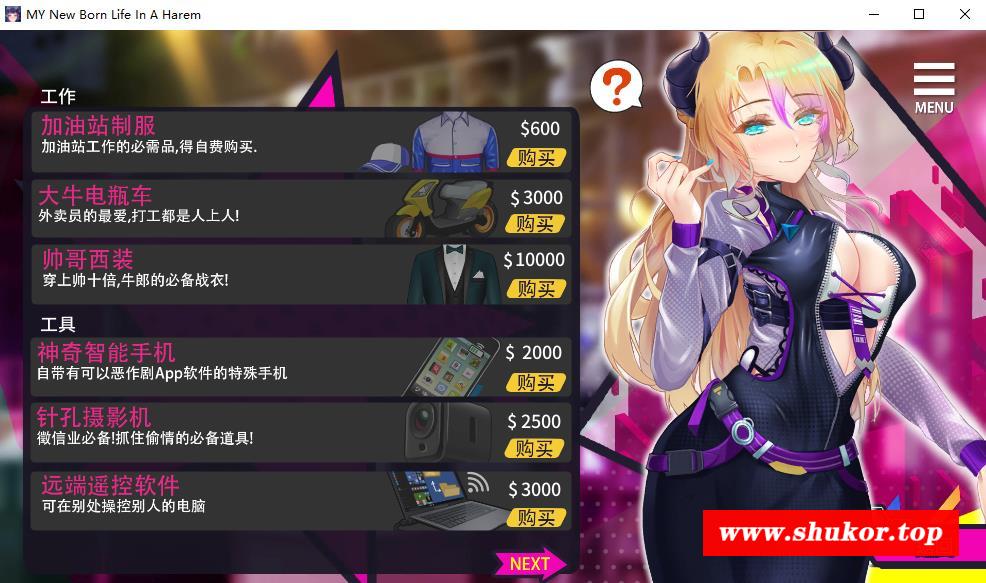 MY New Born Life In A Harem
工作
加油站制服
加油站工作的必需品,得自费购买.
$600
购买
大牛电瓶车
外卖员的最爱,打工都是人上人!
$3000
购买
帅哥西装
穿上帅十倍,牛郎的必备战衣!
$10000
购买
工具
神奇智能手机
自带有可以恶作剧App软件的特殊手机
$ 2000
购买
针孔摄影机
徵信业必备!抓住偷情的必备道具!
$ 2500
购买
远端遥控软件
可在别处操控别人的电脑
$3000
购买
NEXT
?
MENU
www.shukor.top